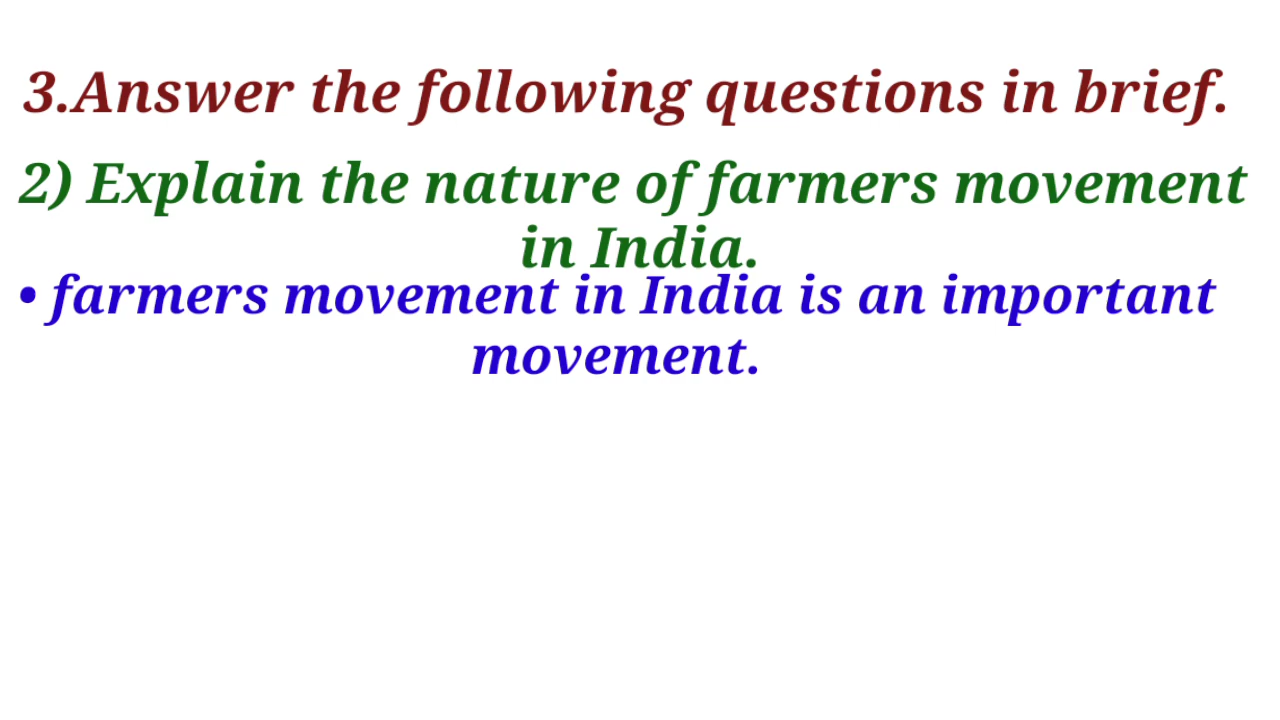 3.Answer the following questions in brief.
2) Explain the nature of farmers movement
in India.
• farmers movement in India is an important
movement.